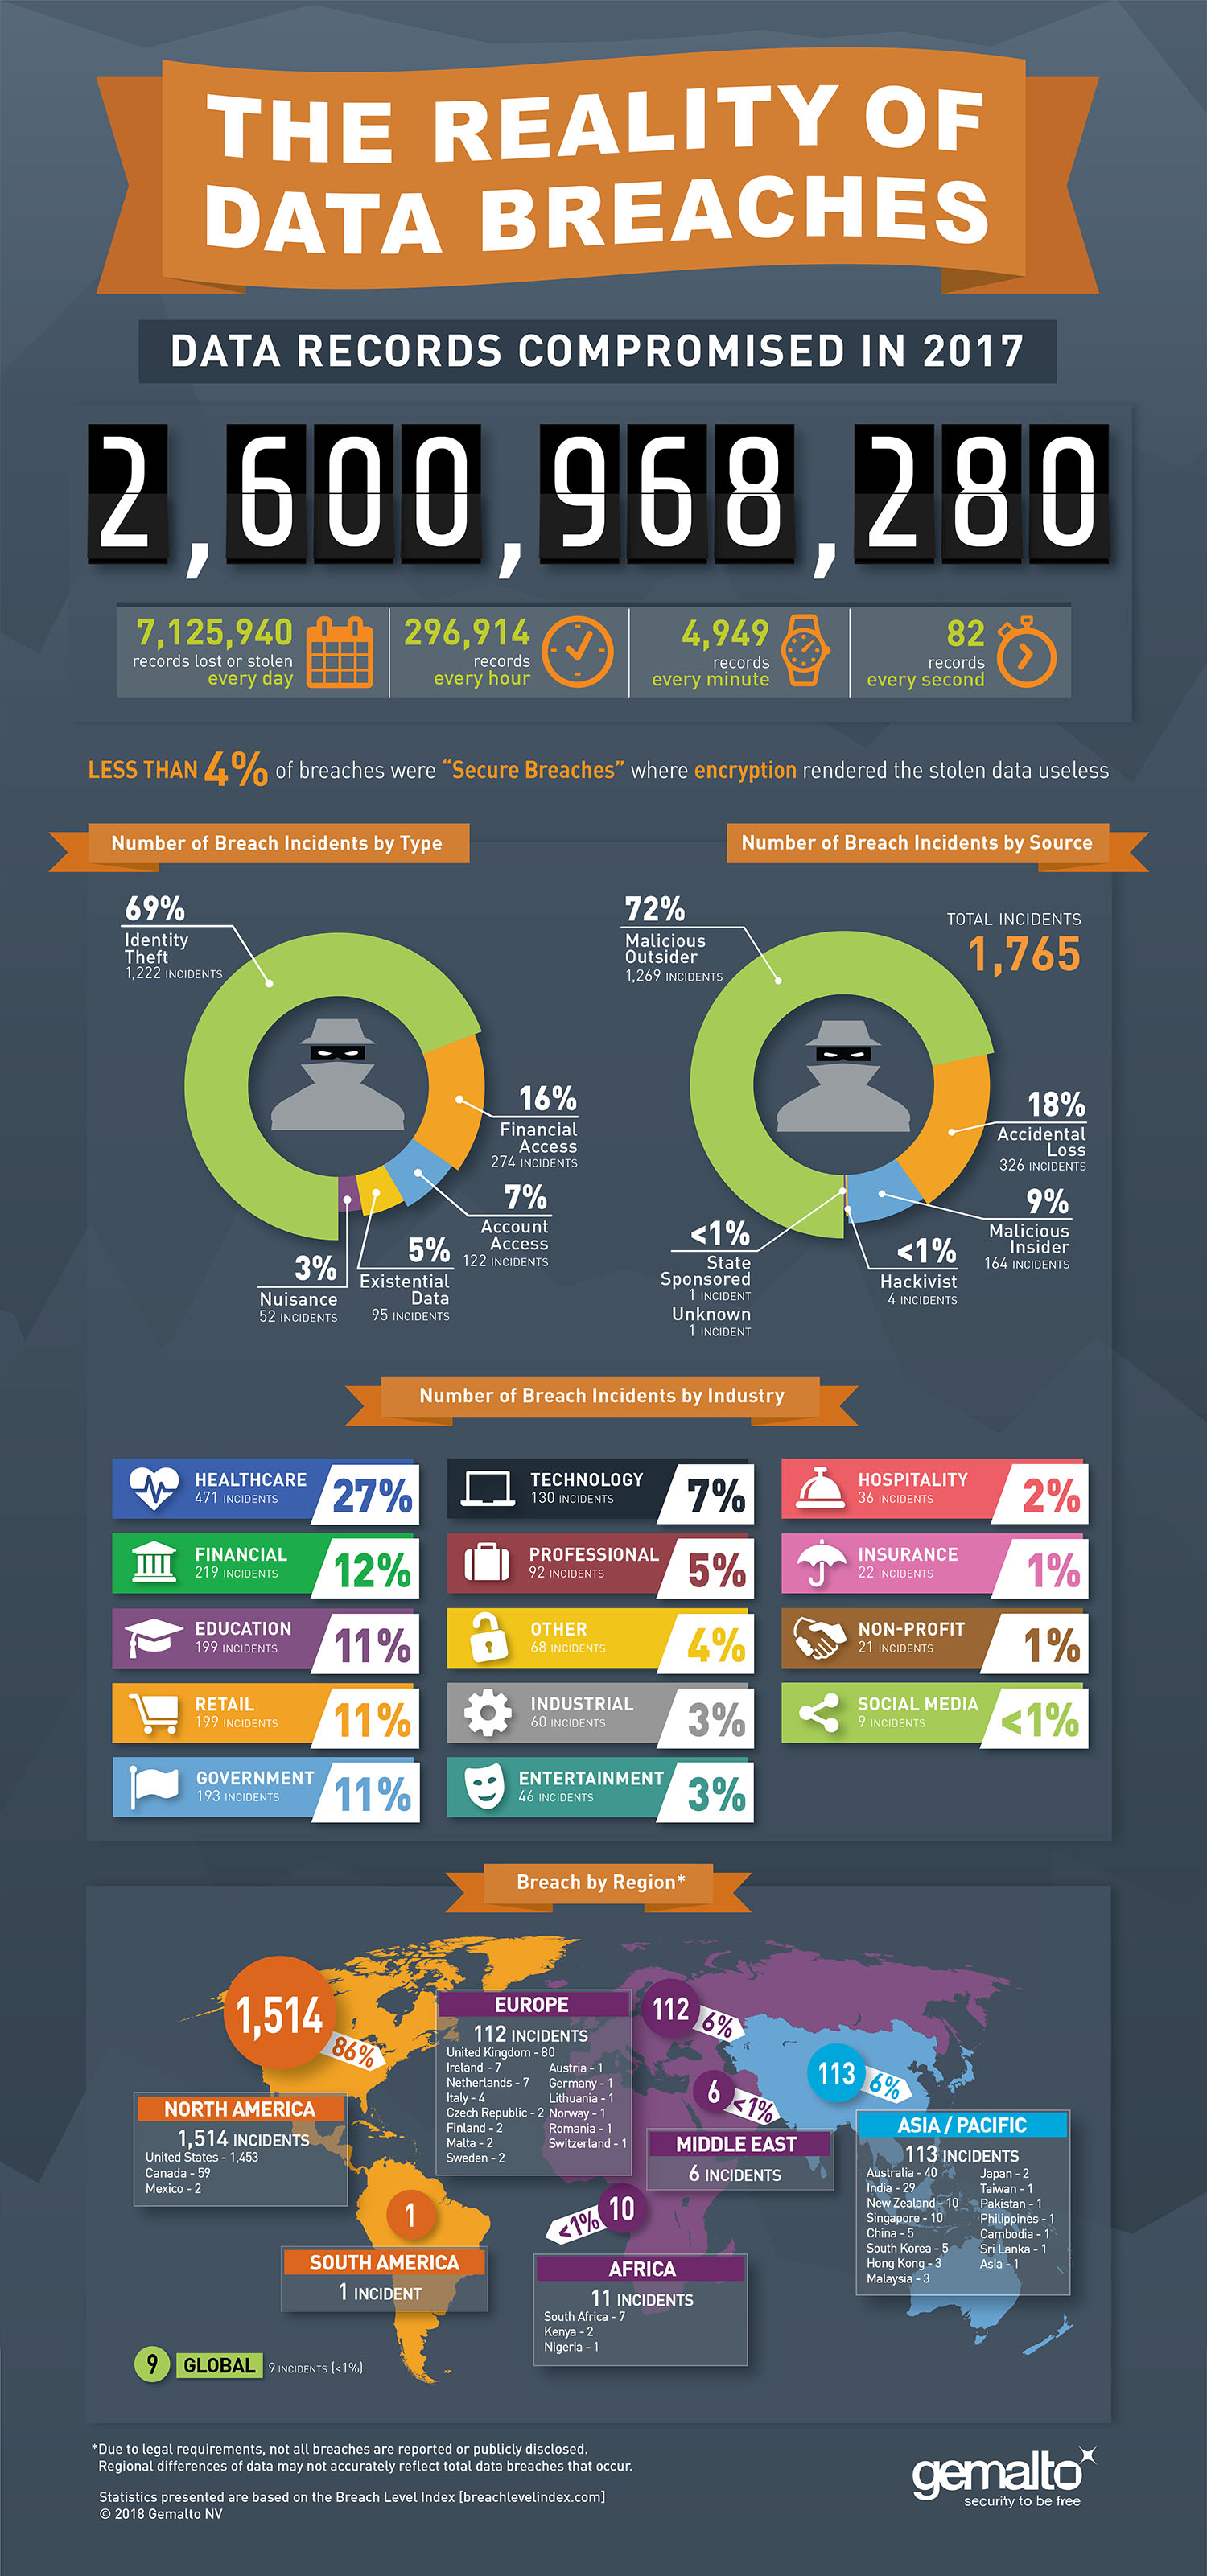 THE REALITY OF
DATA BREACHES
DATA RECORDS COMPROMISED IN 2017
2,600,968,280
7,125,940
records lost or stolen
every day
296,914
records
every hour
4,949
records
every minute
82
records
every second
LESS THAN 4% of breaches were “Secure Breaches” where encryption rendered the stolen data useless
Number of Breach Incidents by Type
69%
Identity
Theft
1,222 INCIDENTS
16%
Financial
Access
274 INCIDENTS
7%
Account
Access
122 INCIDENTS
5%
Existential
Data
95 INCIDENTS
3%
Nuisance
52 INCIDENTS
Number of Breach Incidents by Source
TOTAL INCIDENTS
1,765
72%
Malicious
Outsider
1,269 INCIDENTS
18%
Accidental
Loss
326 INCIDENTS
9%
Malicious
Insider
164 INCIDENTS
<1%
Hackivist
4 INCIDENTS
<1%
State
Sponsored
1 INCIDENT
Unknown
1 INCIDENT
Number of Breach Incidents by Industry
HEALTHCARE
471 INCIDENTS
27%
FINANCIAL
219 INCIDENTS
12%
EDUCATION
199 INCIDENTS
11%
RETAIL
199 INCIDENTS
11%
GOVERNMENT
193 INCIDENTS
11%
TECHNOLOGY
130 INCIDENTS
7%
PROFESSIONAL
92 INCIDENTS
5%
OTHER
68 INCIDENTS
4%
INDUSTRIAL
60 INCIDENTS
3%
ENTERTAINMENT
46 INCIDENTS
3%
HOSPITALITY
36 INCIDENTS
2%
INSURANCE
22 INCIDENTS
1%
NON-PROFIT
21 INCIDENTS
1%
SOCIAL MEDIA
9 INCIDENTS
<1%
Breach by Region*
1,514
86%
NORTH AMERICA
1,514 INCIDENTS
United States - 1,453
Canada - 59
Mexico - 2
1
SOUTH AMERICA
1 INCIDENT
EUROPE
112 INCIDENTS
United Kingdom - 80
Ireland - 7
Netherlands - 7
Italy - 4
Czech Republic - 2
Finland - 2
Malta - 2
Sweden - 2
Austria - 1
Germany - 1
Lithuania - 1
Norway - 1
Romania - 1
Switzerland - 1
112
6%
6
<1%
MIDDLE EAST
6 INCIDENTS
<1%
10
AFRICA
11 INCIDENTS
South Africa - 7
Kenya - 2
Nigeria - 1
113
6%
ASIA / PACIFIC
113 INCIDENTS
Australia - 40
India - 29
New Zealand - 10
Singapore - 10
China - 5
South Korea - 5
Hong Kong - 3
Malaysia - 3
Japan - 2
Taiwan - 1
Pakistan - 1
Philippines - 1
Cambodia - 1
Sri Lanka - 1
Asia - 1
9
GLOBAL
9 INCIDENTS (<1%)
*Due to legal requirements, not all breaches are reported or publicly disclosed.
Regional differences of data may not accurately reflect total data breaches that occur.
Statistics presented are based on the Breach Level Index [breachlevelindex.com]
© 2018 Gemalto NV
gemalto
security to be free